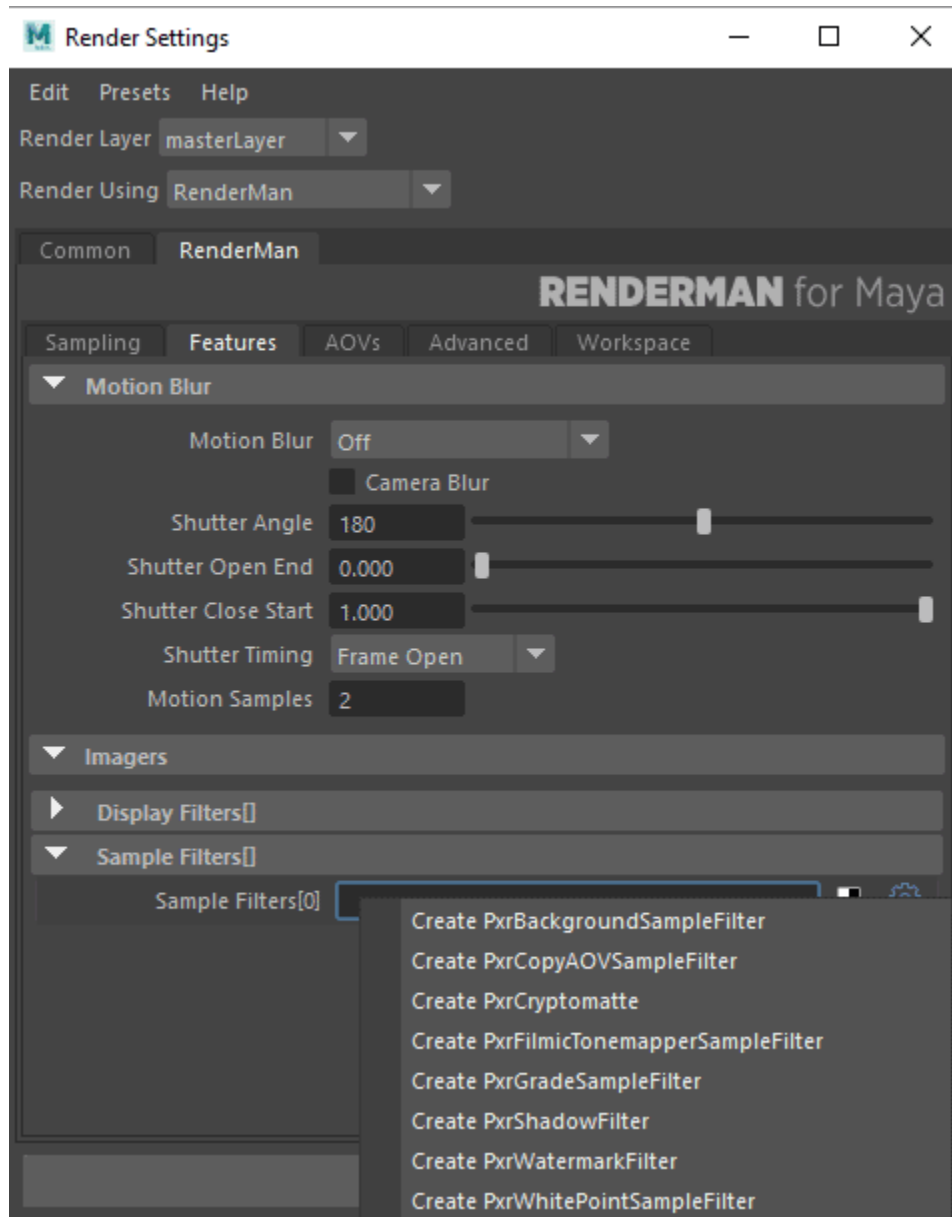 Render Settings
Edit Presets Help
Render Layer masterLayer
Render Using RenderMan
Common RenderMan
RENDERMAN for Maya
Sampling Features AOVs Advanced Workspace
Motion Blur
Motion Blur Off
Camera Blur
Shutter Angle 180
Shutter Open End 0.000
Shutter Close Start 1.000
Shutter Timing Frame Open
Motion Samples 2
Imagers
Display Filters[]
Sample Filters[]
Sample Filters[0]
Create PxrBackgroundSampleFilter
Create PxrCopyAOVSampleFilter
Create PxrCryptomatte
Create PxrFilmicTonemapperSampleFilter
Create PxrGradeSampleFilter
Create PxrShadowFilter
Create PxrWatermarkFilter
Create PxrWhitePointSampleFilter